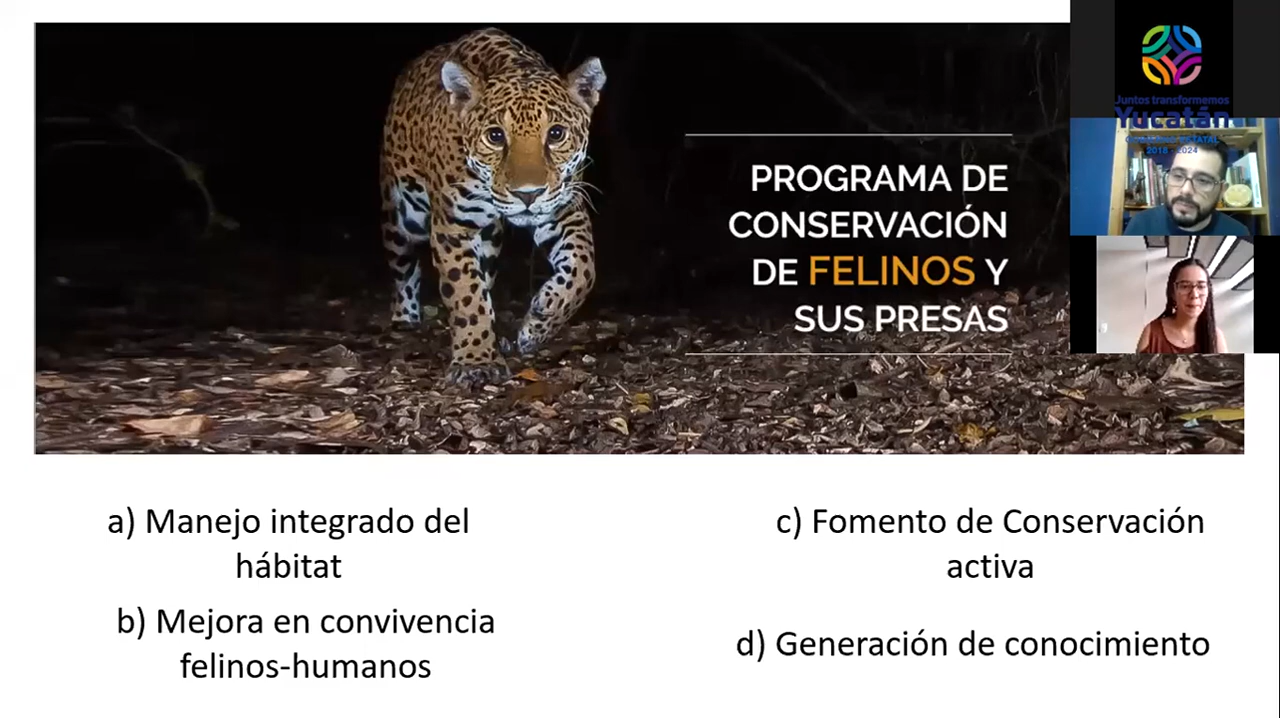 PROGRAMA DE
CONSERVACIÓN
DE FELINOS Y
SUS PRESAS
Juntos transformemos
Yucatán
2018 - 2024
a) Manejo integrado del
hábitat
b) Mejora en convivencia
felinos-humanos
c) Fomento de Conservación
activa
d) Generación de conocimiento